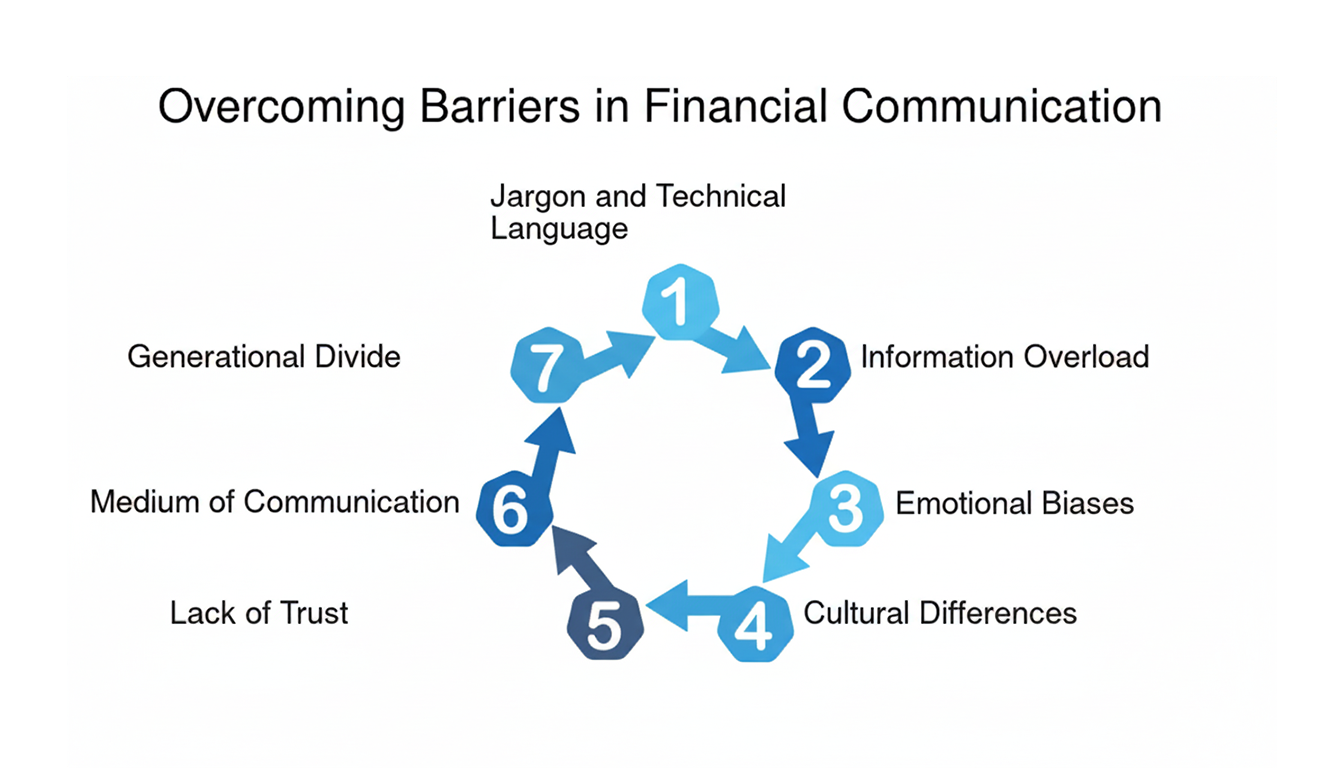 Overcoming Barriers in Financial Communication
Jargon and Technical
Language
1
2
Information Overload
3
Emotional Biases
4
Cultural Differences
5
Lack of Trust
6
Medium of Communication
7
Generational Divide